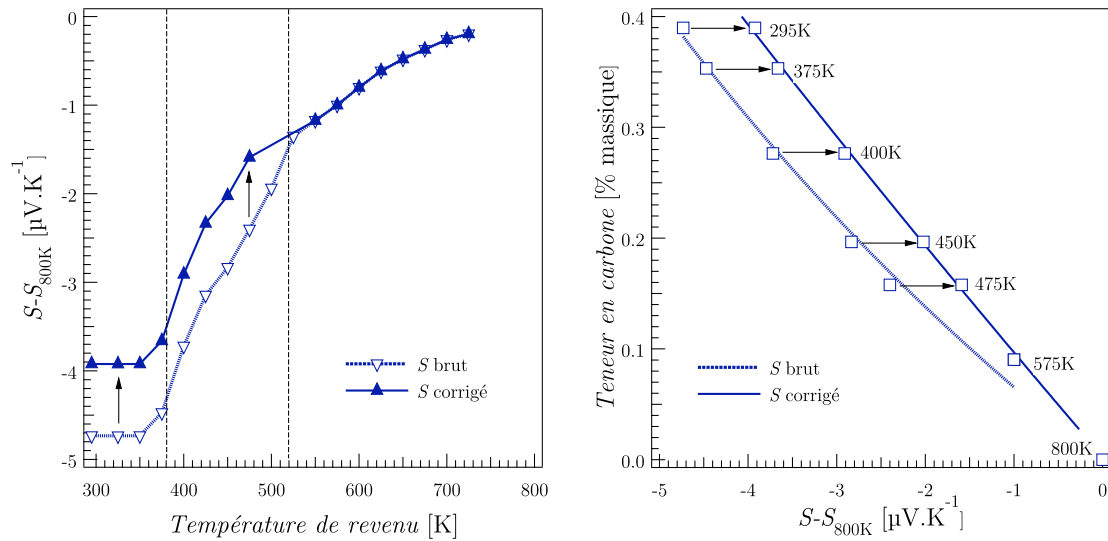 0
-1
-2
-3
-4
-5
S-S800K [µV.K-1]
300
400
500
600
700
800
Température de revenu [K]
S brut
S corrigé
0.4
0.3
0.2
0.1
0.0
Teneur en carbone [% massique]
295K
375K
400K
450K
475K
575K
800K
S brut
S corrigé
-5
-4
-3
-2
-1
0
S-S800K [µV.K-1]